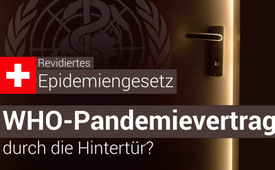 Revidiertes
Epidemiengesetz
WHO-Pandemievertrag
durch die Hintertür?